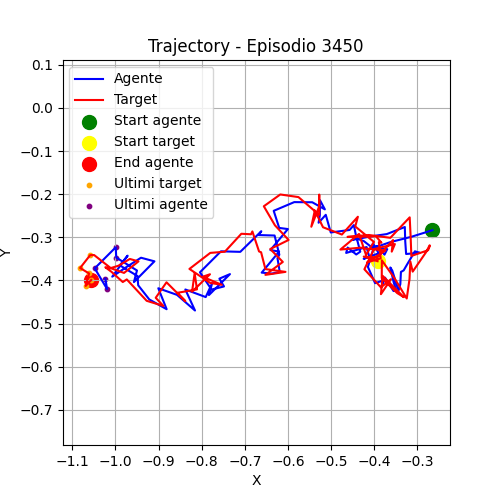 Trajectory - Episodio 3450
0.1
0.0
−0.1
−0.2
−0.3
−0.4
−0.5
−0.6
−0.7
Y
Agente
Target
Start agente
Start target
End agente
Ultimi target
Ultimi agente
−1.1 −1.0 −0.9 −0.8 −0.7 −0.6 −0.5 −0.4 −0.3
X